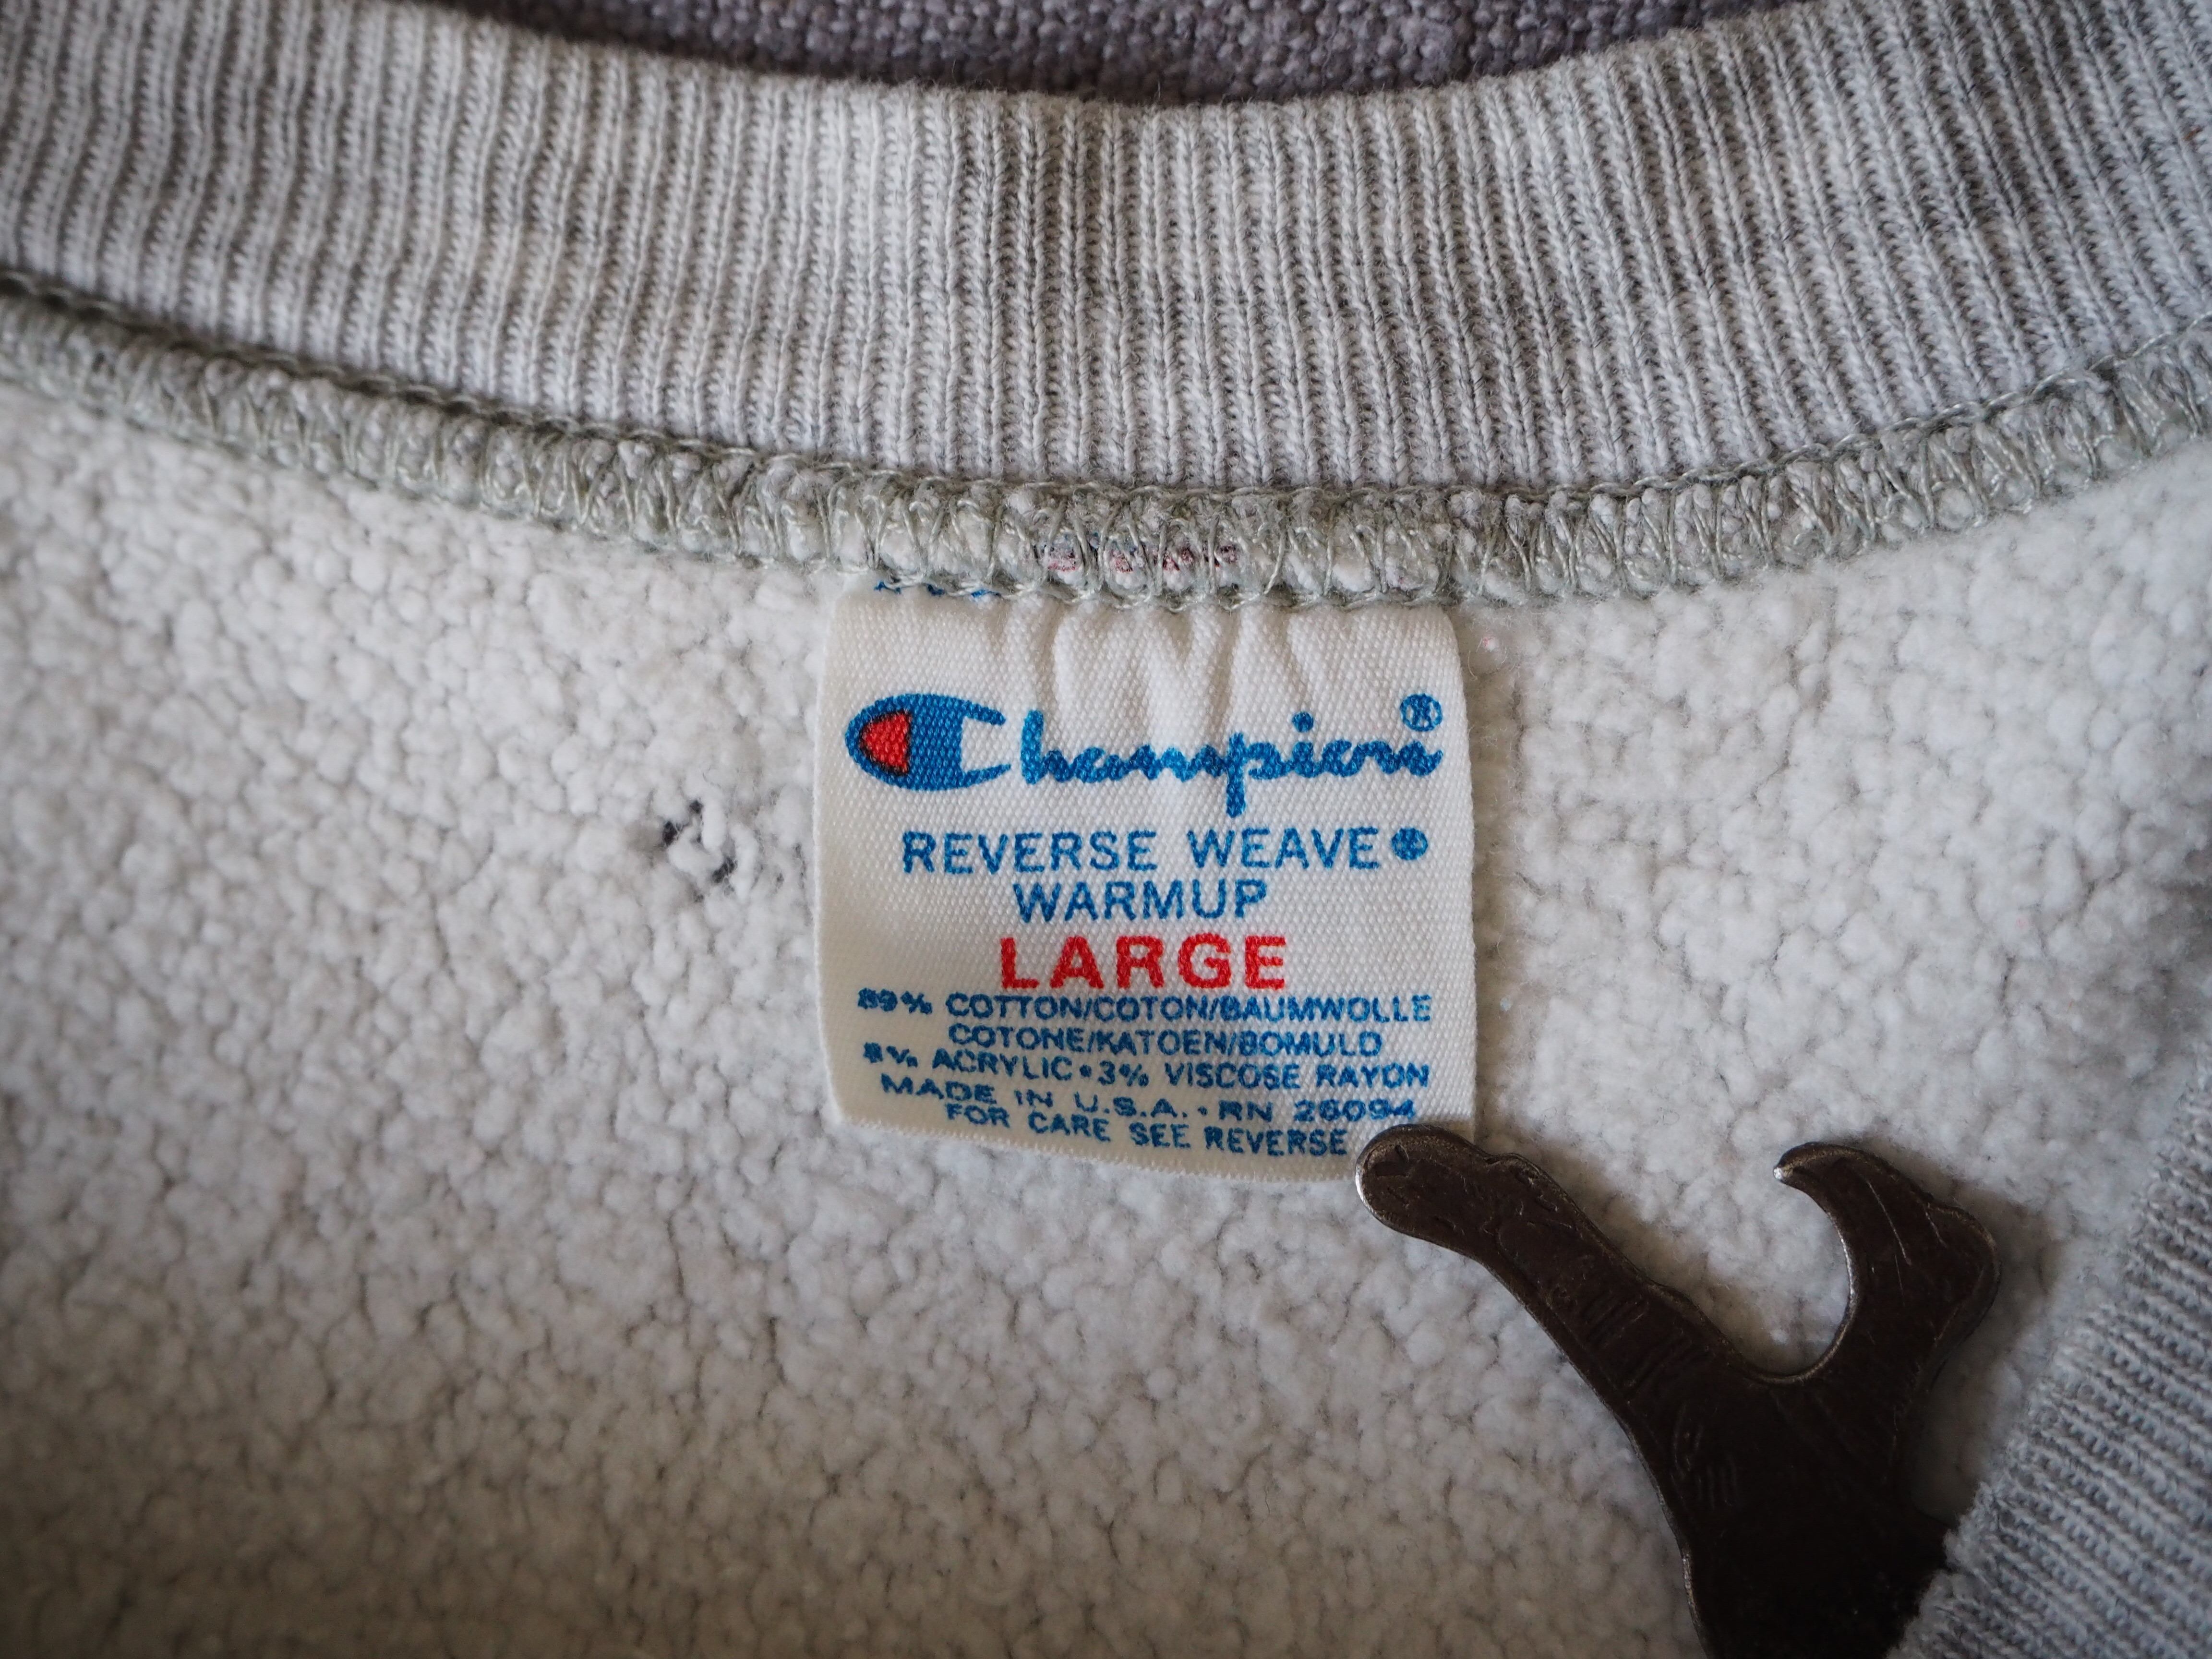 Champion®
REVERSE WEAVE®
WARMUP
LARGE
89% COTTON/COTON/BAUMWOLLE
COTONE/KATOEN/BOMULD
8% ACRYLIC•3% VISCOSE RAYON
MADE IN U.S.A.•RN 26094
FOR CARE SEE REVERSE